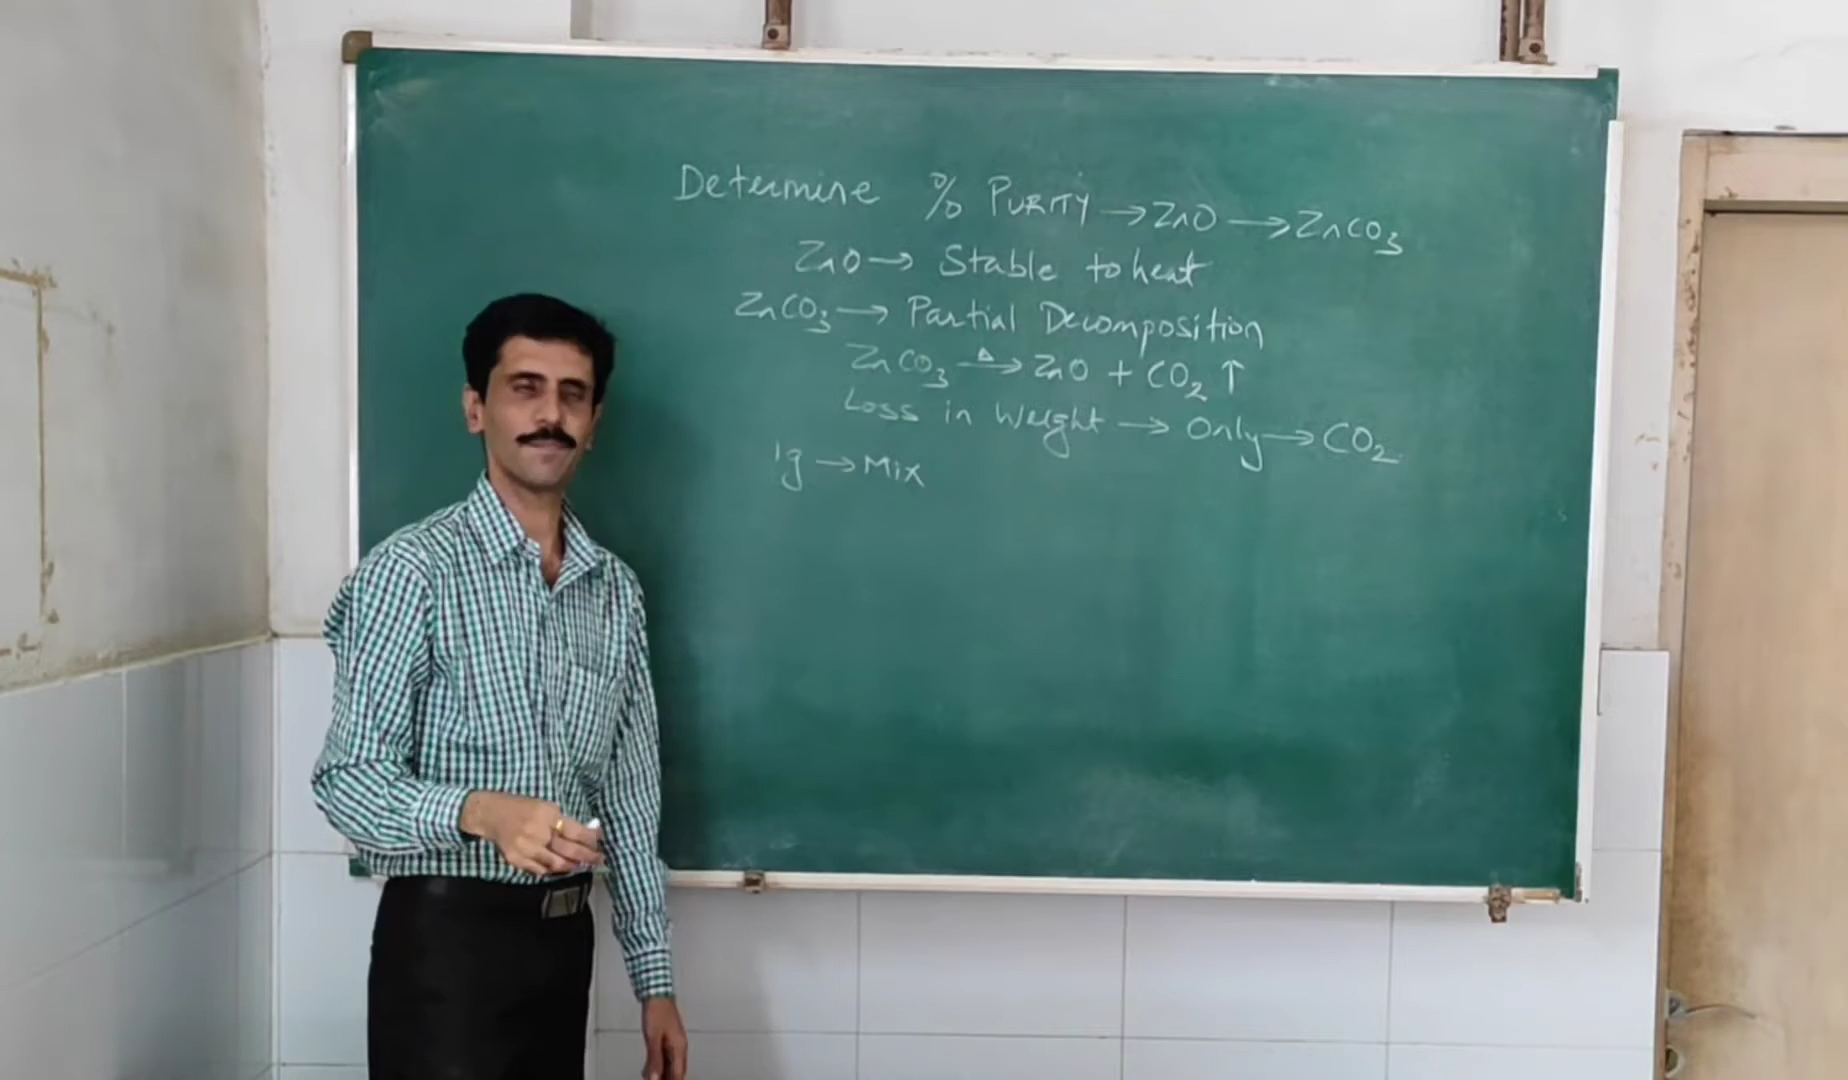 Determine % PURITY → ZnO → ZnCO₃
ZnO → Stable to heat
ZnCO₃ → Partial Decomposition
ZnCO₃ —Δ→ ZnO + CO₂ ↑
Loss in Weight → Only → CO₂
1g → Mix